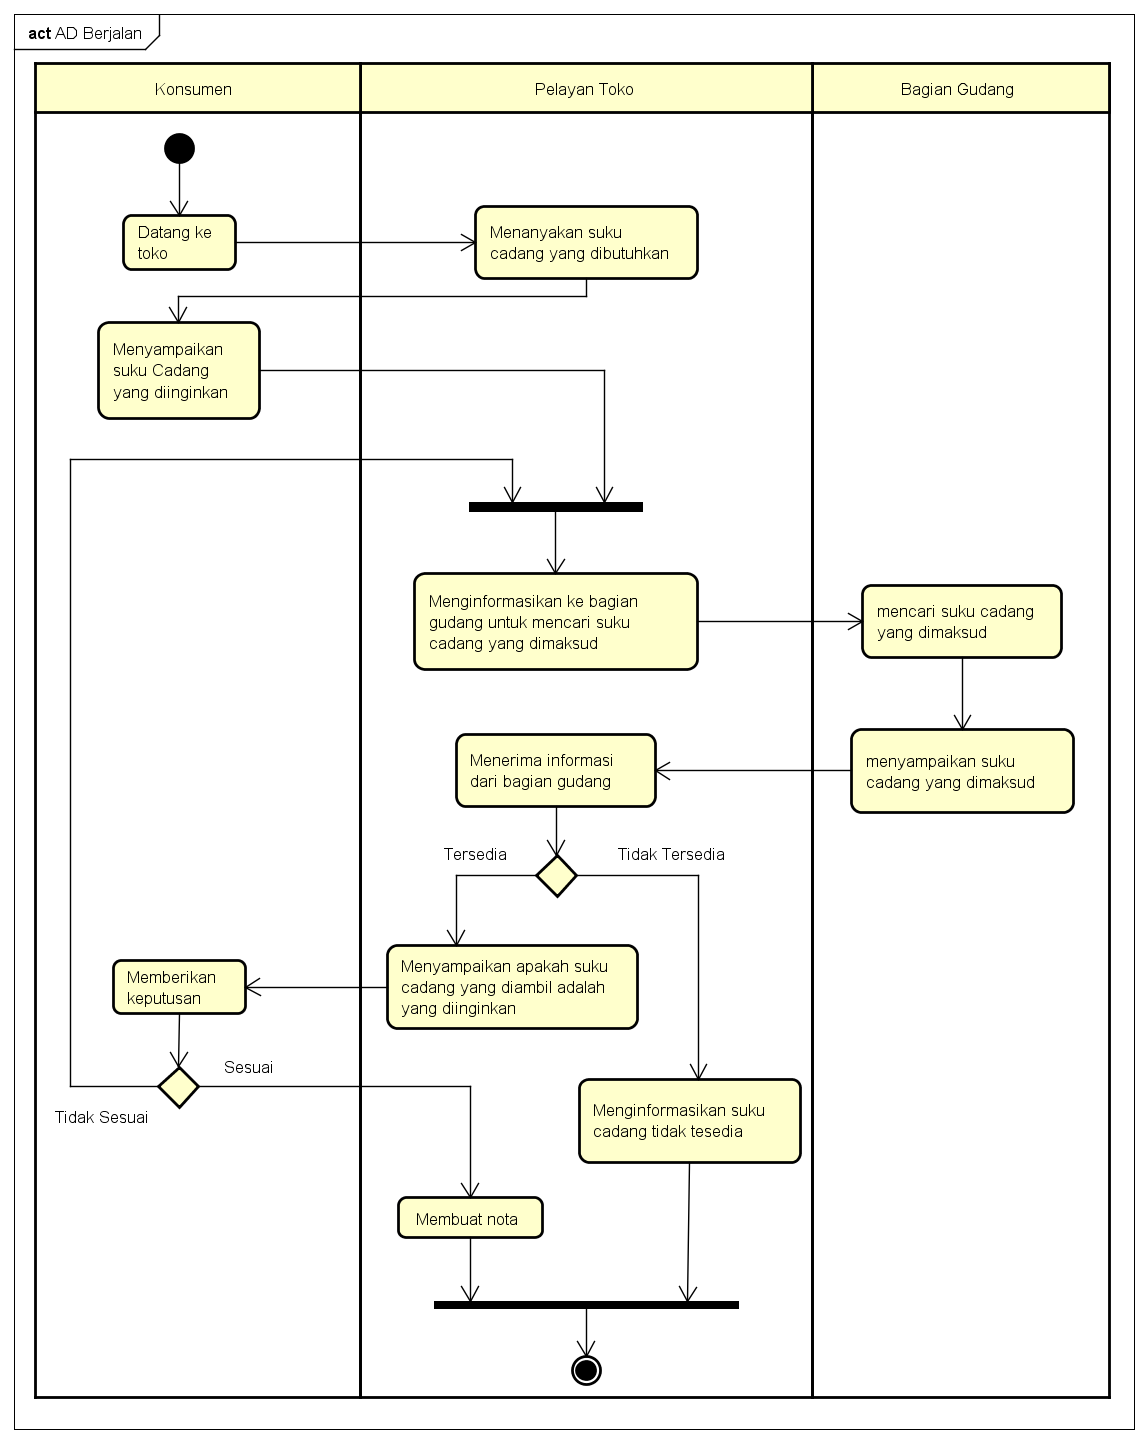 act AD Berjalan
Konsumen
Pelayan Toko
Bagian Gudang
Datang ke
toko
Menanyakan suku
cadang yang dibutuhkan
Menyampaikan
suku Cadang
yang diinginkan
Menginformasikan ke bagian
gudang untuk mencari suku
cadang yang dimaksud
mencari suku cadang
yang dimaksud
menyampaikan suku
cadang yang dimaksud
Menerima informasi
dari bagian gudang
Tersedia
Tidak Tersedia
Menyampaikan apakah suku
cadang yang diambil adalah
yang diinginkan
Memberikan
keputusan
Sesuai
Tidak Sesuai
Menginformasikan suku
cadang tidak tesedia
Membuat nota